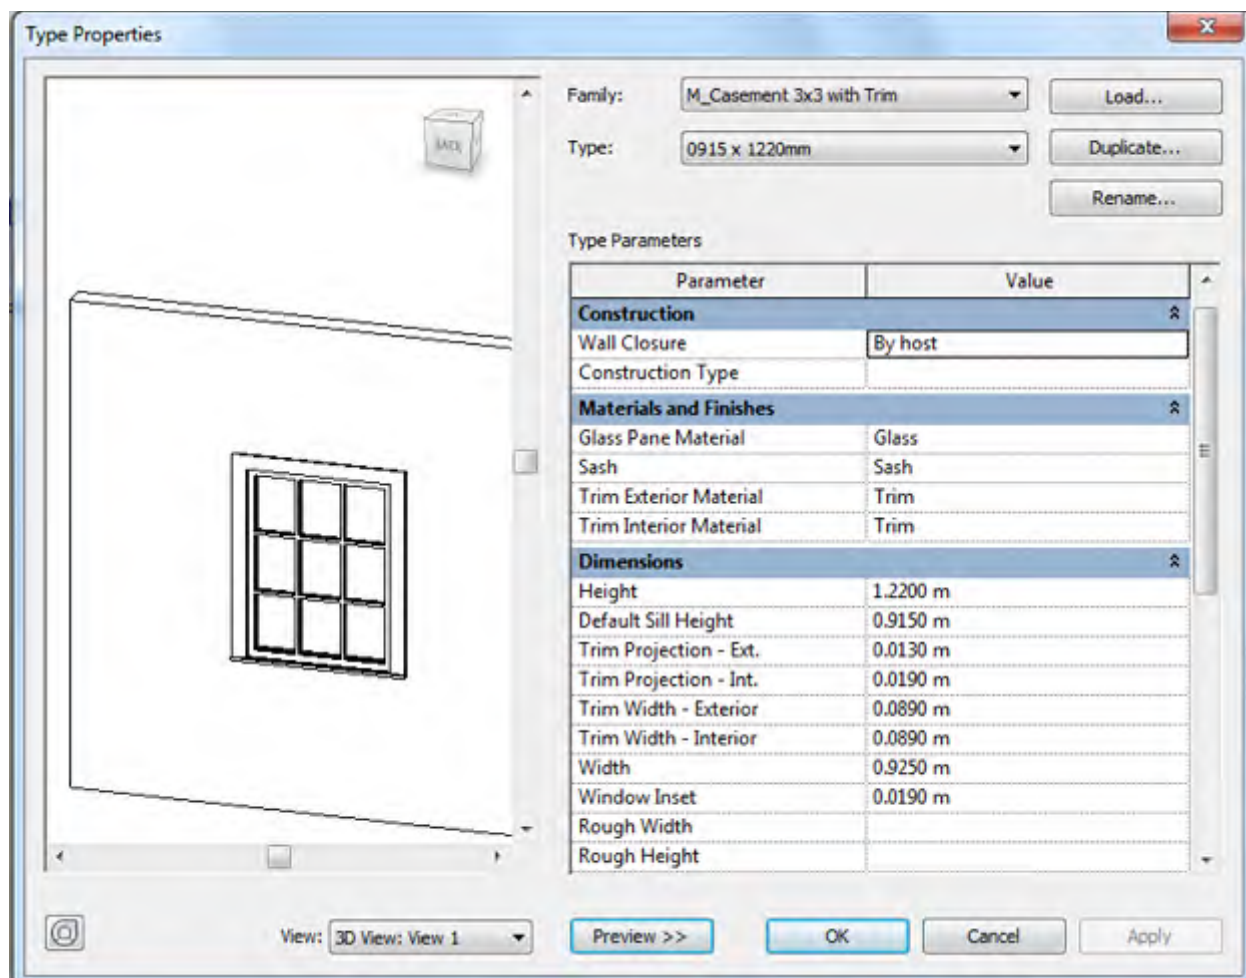 Type Properties
Family: M_Casement 3x3 with Trim Load...
Type: 0915 x 1220mm Duplicate...
Rename...
Type Parameters
Parameter Value
Construction
Wall Closure By host
Construction Type
Materials and Finishes
Glass Pane Material Glass
Sash Sash
Trim Exterior Material Trim
Trim Interior Material Trim
Dimensions
Height 1.2200 m
Default Sill Height 0.9150 m
Trim Projection - Ext. 0.0130 m
Trim Projection - Int. 0.0190 m
Trim Width - Exterior 0.0890 m
Trim Width - Interior 0.0890 m
Width 0.9250 m
Window Inset 0.0190 m
Rough Width
Rough Height
View: 3D View: View 1 Preview >> OK Cancel Apply